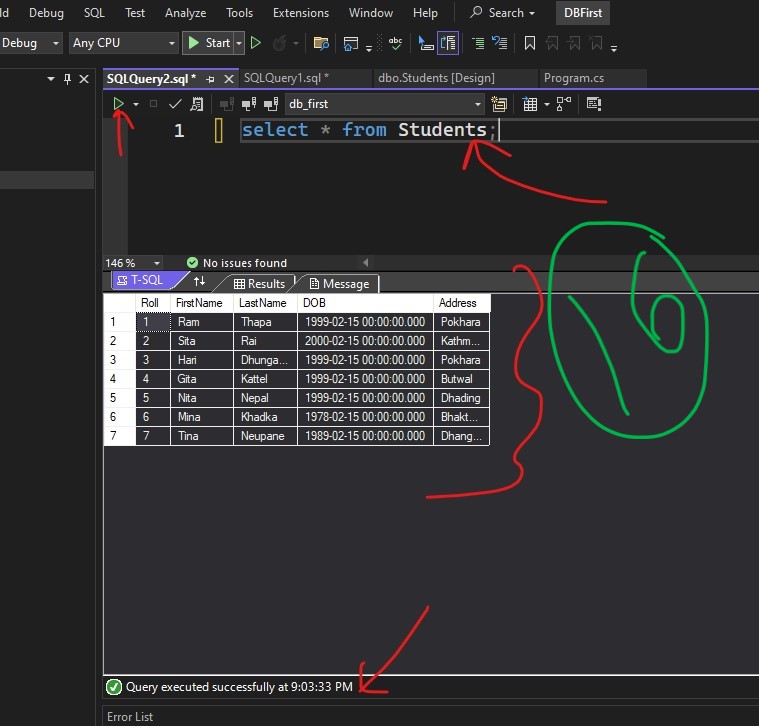 ld Debug SQL Test Analyze Tools Extensions Window Help Search DBFirst
Debug Any CPU Start abc
SQLQuery2.sql * SQLQuery1.sql * dbo.Students [Design] Program.cs
db_first
1 select * from Students;
146 % No issues found
T-SQL Results Message
Roll FirstName LastName DOB Address
1 1 Ram Thapa 1999-02-15 00:00:00.000 Pokhara
2 2 Sita Rai 2000-02-15 00:00:00.000 Kathm...
3 3 Hari Dhunga... 1999-02-15 00:00:00.000 Pokhara
4 4 Gita Kattel 1999-02-15 00:00:00.000 Butwal
5 5 Nita Nepal 1999-02-15 00:00:00.000 Dhading
6 6 Mina Khadka 1978-02-15 00:00:00.000 Bhakt...
7 7 Tina Neupane 1989-02-15 00:00:00.000 Dhang...
16
Query executed successfully at 9:03:33 PM
Error List